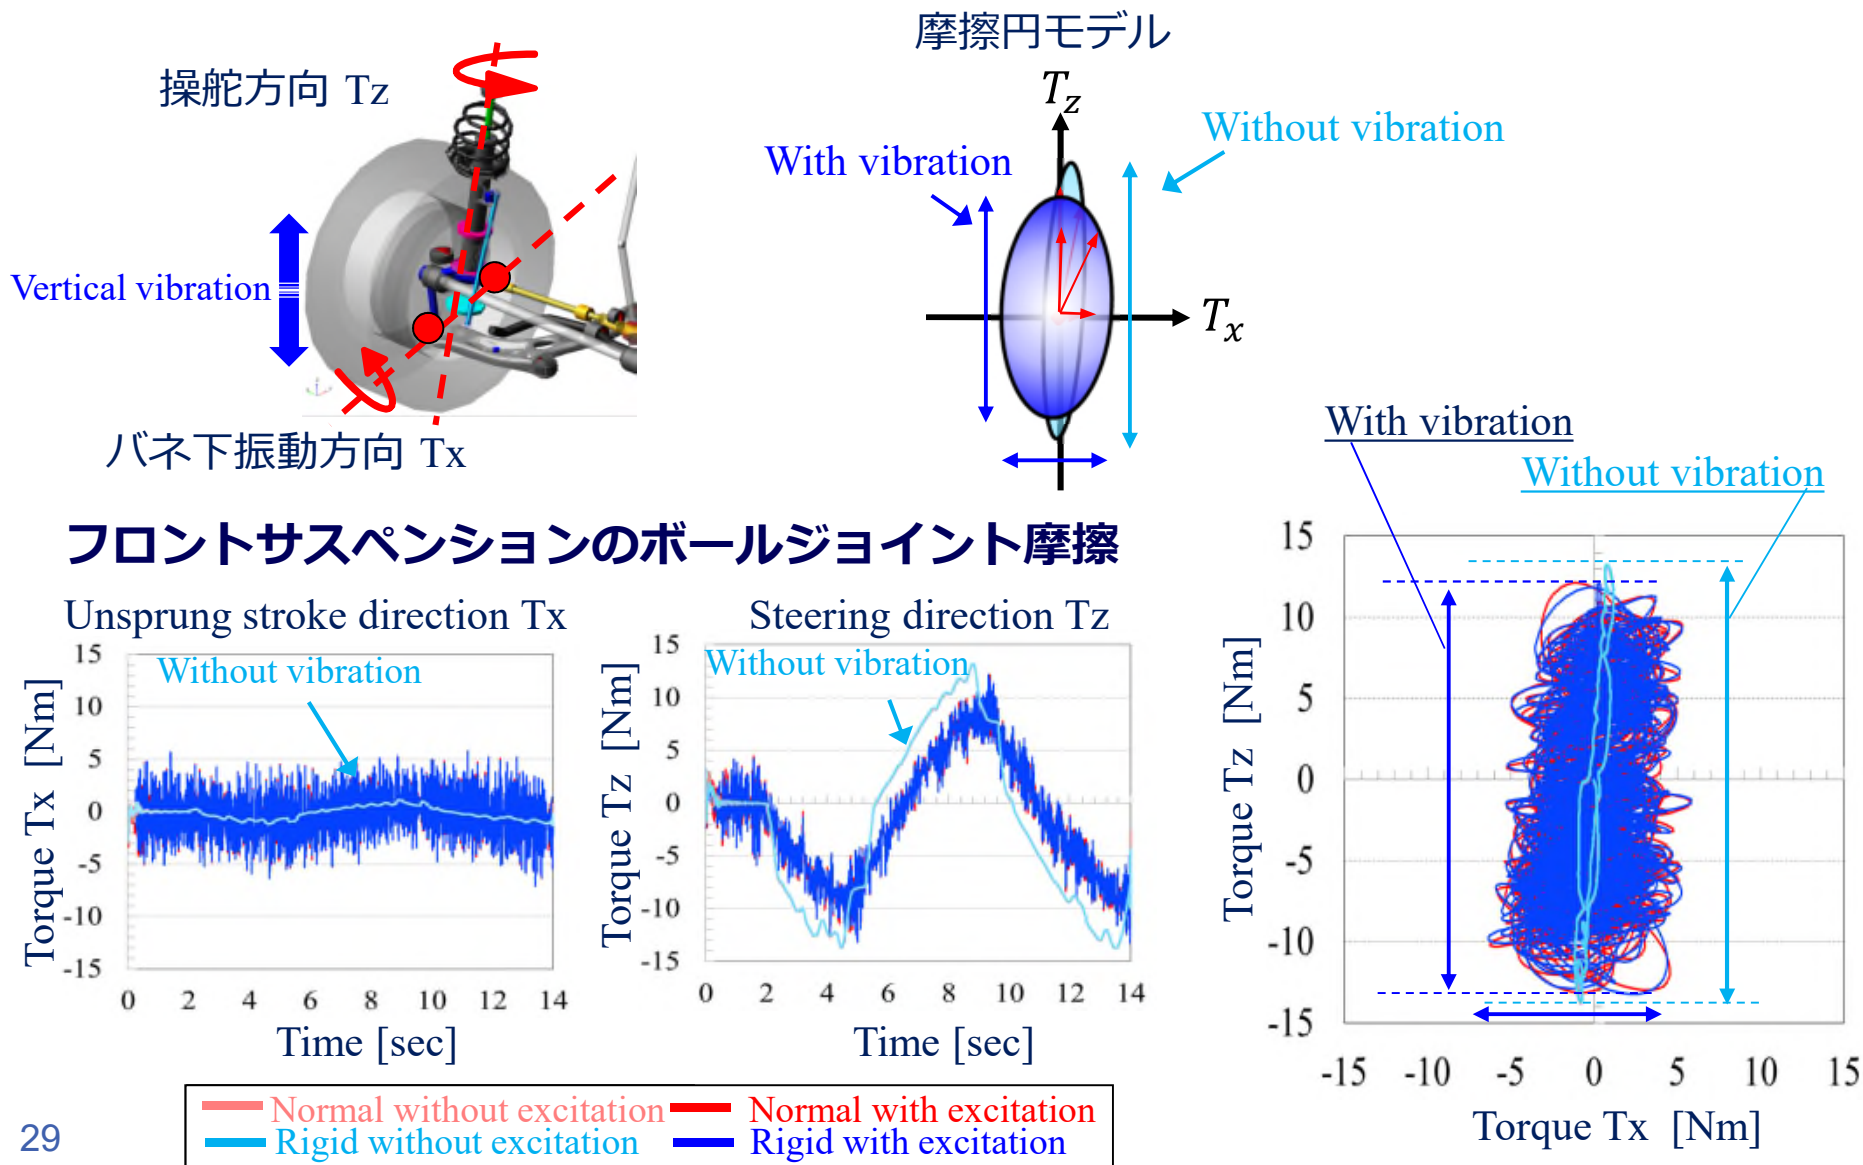 摩擦円モデル
操舵方向 Tz
Tz
Without vibration
With vibration
Vertical vibration
Tx
バネ下振動方向 Tx
With vibration
Without vibration
フロントサスペンションのボールジョイント摩擦
Unsprung stroke direction Tx
Without vibration
Torque Tx [Nm]
15
10
5
0
-5
-10
-15
0 2 4 6 8 10 12 14
Time [sec]
Steering direction Tz
Without vibration
Torque Tz [Nm]
15
10
5
0
-5
-10
-15
0 2 4 6 8 10 12 14
Time [sec]
Torque Tz [Nm]
15
10
5
0
-5
-10
-15
-15 -10 -5 0 5 10 15
Torque Tx [Nm]
Normal without excitation
Normal with excitation
Rigid without excitation
Rigid with excitation
29